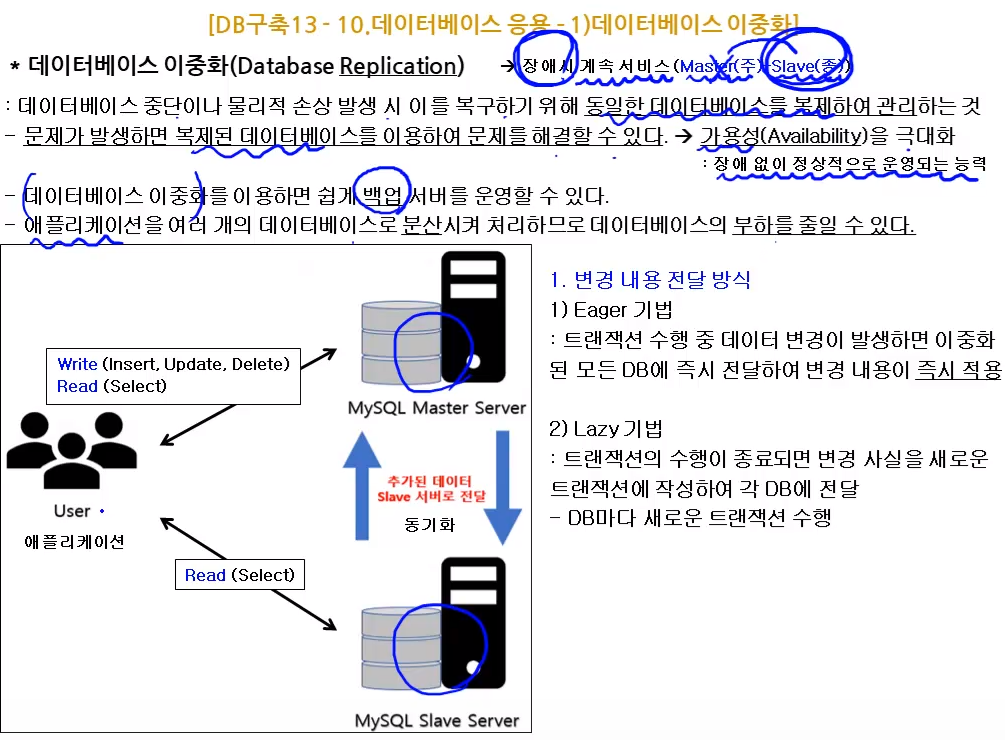 [DB구축13 - 10.데이터베이스 응용 - 1)데이터베이스 이중화]
* 데이터베이스 이중화(Database Replication) → 장애시 계속 서비스(Master(주)-Slave(종))
: 데이터베이스 중단이나 물리적 손상 발생 시 이를 복구하기 위해 동일한 데이터베이스를 복제하여 관리하는 것
- 문제가 발생하면 복제된 데이터베이스를 이용하여 문제를 해결할 수 있다. → 가용성(Availability)을 극대화
: 장애 없이 정상적으로 운영되는 능력
- 데이터베이스 이중화를 이용하면 쉽게 백업 서버를 운영할 수 있다.
- 애플리케이션을 여러 개의 데이터베이스로 분산시켜 처리하므로 데이터베이스의 부하를 줄일 수 있다.
Write (Insert, Update, Delete)
Read (Select)
MySQL Master Server
User
애플리케이션
추가된 데이터
Slave 서버로 전달
동기화
Read (Select)
MySQL Slave Server
1. 변경 내용 전달 방식
1) Eager 기법
: 트랜잭션 수행 중 데이터 변경이 발생하면 이중화
된 모든 DB에 즉시 전달하여 변경 내용이 즉시 적용
2) Lazy 기법
: 트랜잭션의 수행이 종료되면 변경 사실을 새로운
트랜잭션에 작성하여 각 DB에 전달
- DB마다 새로운 트랜잭션 수행